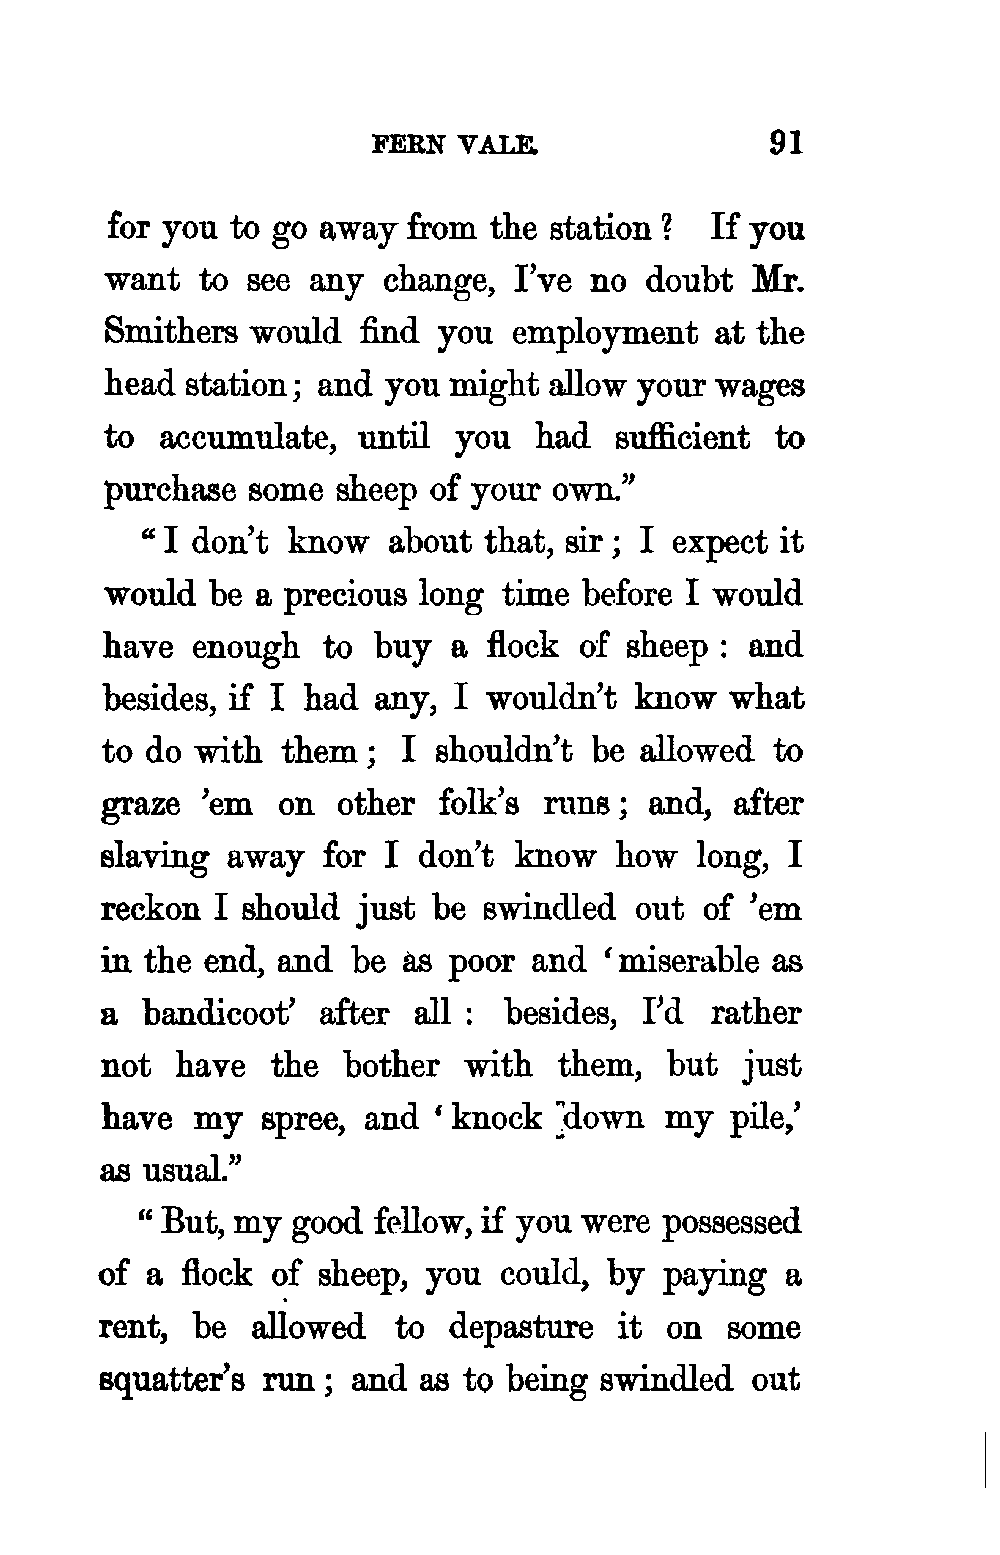 FERN VALE. 91
for you to go away from the station? If you
want to see any change, I've no doubt Mr.
Smithers would find you employment at the
head station; and you might allow your wages
to accumulate, until you had sufficient to
purchase some sheep of your own."
"I don't know about that, sir; I expect it
would be a precious long time before I would
have enough to buy a flock of sheep: and
besides, if I had any, I wouldn't know what
to do with them; I shouldn't be allowed to
graze 'em on other folk's runs; and, after
slaving away for I don't know how long, I
reckon I should just be swindled out of 'em
in the end, and be as poor and 'miserable as
a bandicoot' after all: besides, I'd rather
not have the bother with them, but just
have my spree, and 'knock down my pile,'
as usual."
"But, my good fellow, if you were possessed
of a flock of sheep, you could, by paying a
rent, be allowed to depasture it on some
squatter's run; and as to being swindled out